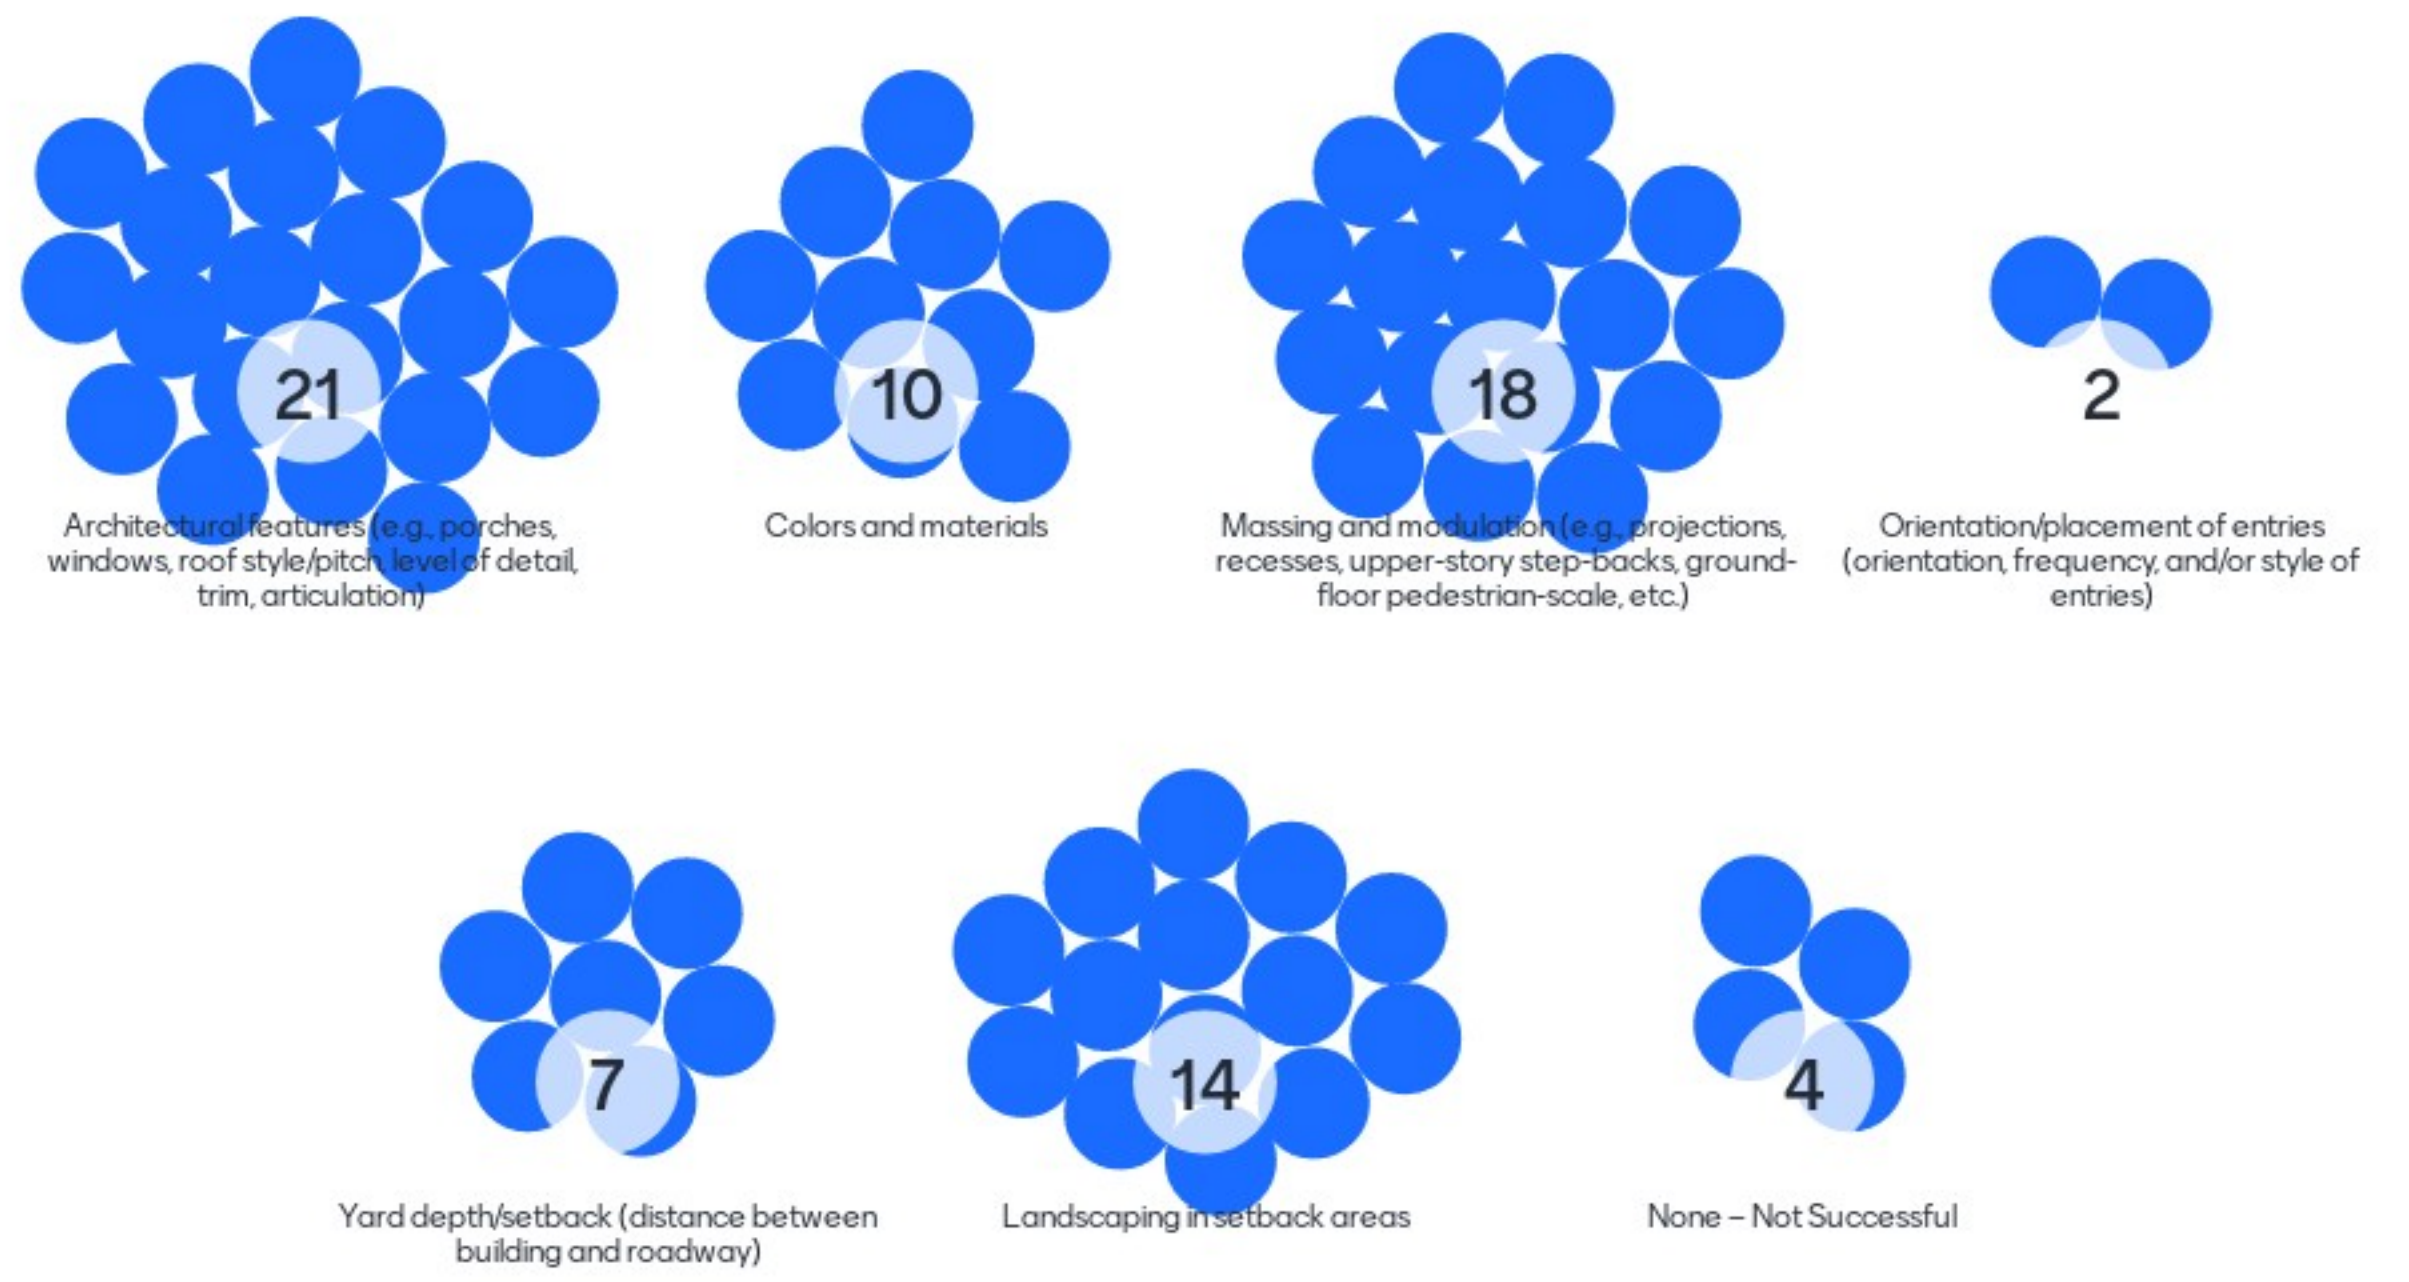 21
10
18
2
Architectural features (e.g., porches,
windows, roof style/pitch, level of detail,
trim, articulation)
Colors and materials
Massing and modulation (e.g., projections,
recesses, upper-story step-backs, ground-
floor pedestrian-scale, etc.)
Orientation/placement of entries
(orientation, frequency, and/or style of
entries)
7
14
4
Yard depth/setback (distance between
building and roadway)
Landscaping in setback areas
None – Not Successful